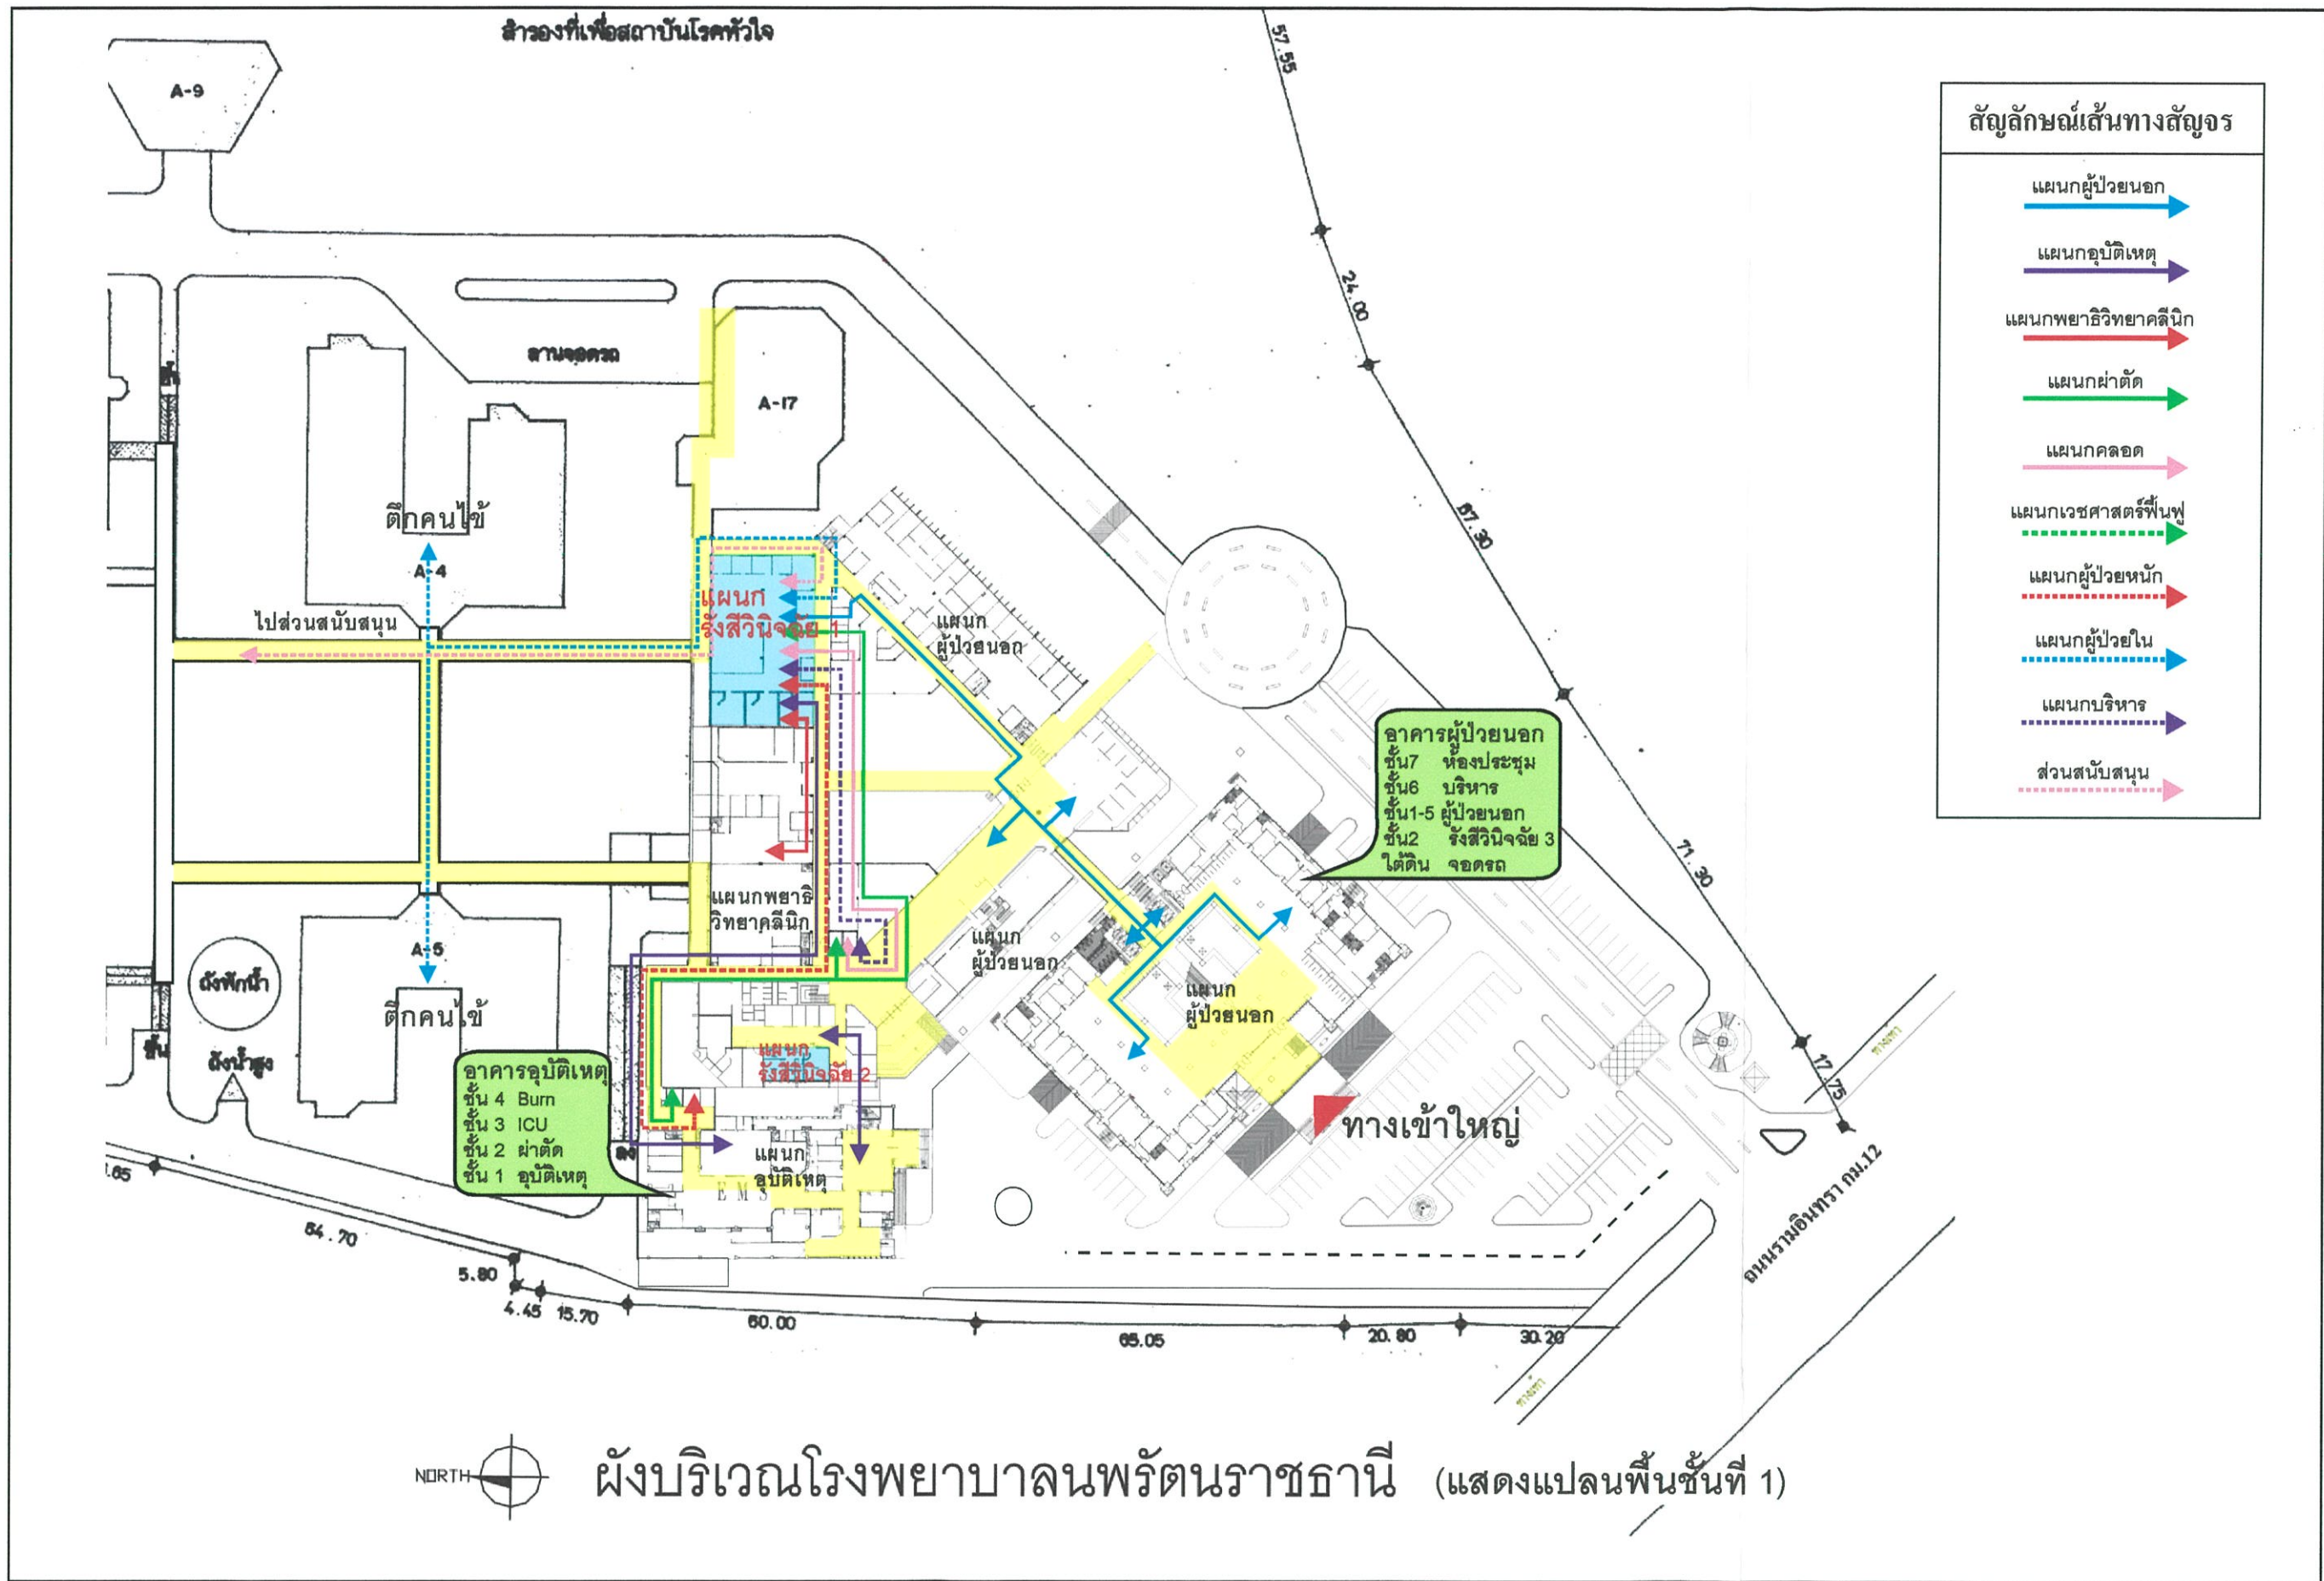 สำรองที่เพื่อสถาบันโรคหัวใจ
A-9
57.55
24.00
87.30
71.30
17.75
สัญลักษณ์เส้นทางสัญจร
แผนกผู้ป่วยนอก
แผนกอุบัติเหตุ
แผนกพยาธิวิทยาคลีนิก
แผนกผ่าตัด
แผนกคลอด
แผนกเวชศาสตร์ฟื้นฟู
แผนกผู้ป่วยหนัก
แผนกผู้ป่วยใน
แผนกบริหาร
ส่วนสนับสนุน
ลานจอดรถ
A-17
ตึกคนไข้
A-4
ไปส่วนสนับสนุน
แผนก
รังสีวินิจฉัย 1
แผนก
ผู้ป่วยนอก
อาคารผู้ป่วยนอก
ชั้น7 ห้องประชุม
ชั้น6 บริหาร
ชั้น1-5 ผู้ป่วยนอก
ชั้น2 รังสีวินิจฉัย 3
ใต้ดิน จอดรถ
แผนกพยาธิ
วิทยาคลีนิก
แผนก
ผู้ป่วยนอก
แผนก
ผู้ป่วยนอก
A-5
ตึกคนไข้
ถังพักน้ำ
ถังน้ำสูง
ขึ้น
แผนก
รังสีวินิจฉัย 2
อาคารอุบัติเหตุ
ชั้น 4 Burn
ชั้น 3 ICU
ชั้น 2 ผ่าตัด
ชั้น 1 อุบัติเหตุ
ลง
แผนก
อุบัติเหตุ
E M S
ทางเข้าใหญ่
ทางเท้า
ถนนรามอินทรา กม.12
ทางเท้า
.65
54.70
5.80
4.45
15.70
60.00
65.05
20.80
30.20
NORTH
ผังบริเวณโรงพยาบาลนพรัตนราชธานี (แสดงแปลนพื้นชั้นที่ 1)